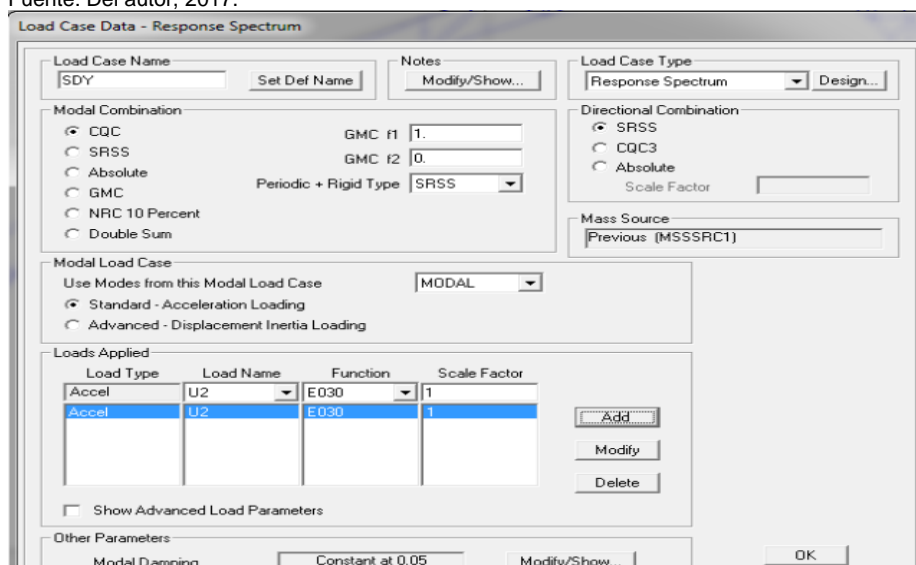 Fuente: Del autor, 2017.
Load Case Data - Response Spectrum
Load Case Name
SDY
Set Def Name
Notes
Modify/Show...
Load Case Type
Response Spectrum
Design...
Modal Combination
CQC
SRSS
Absolute
GMC
NRC 10 Percent
Double Sum
GMC f1 1.
GMC f2 0.
Periodic + Rigid Type SRSS
Directional Combination
SRSS
CQC3
Absolute
Scale Factor
Mass Source
Previous (MSSSRC1)
Modal Load Case
Use Modes from this Modal Load Case MODAL
Standard - Acceleration Loading
Advanced - Displacement Inertia Loading
Loads Applied
Load Type Load Name Function Scale Factor
Accel U2 E030 1
Accel U2 E030 1
Add
Modify
Delete
Show Advanced Load Parameters
Other Parameters
Modal Damping Constant at 0.05 Modify/Show...
OK